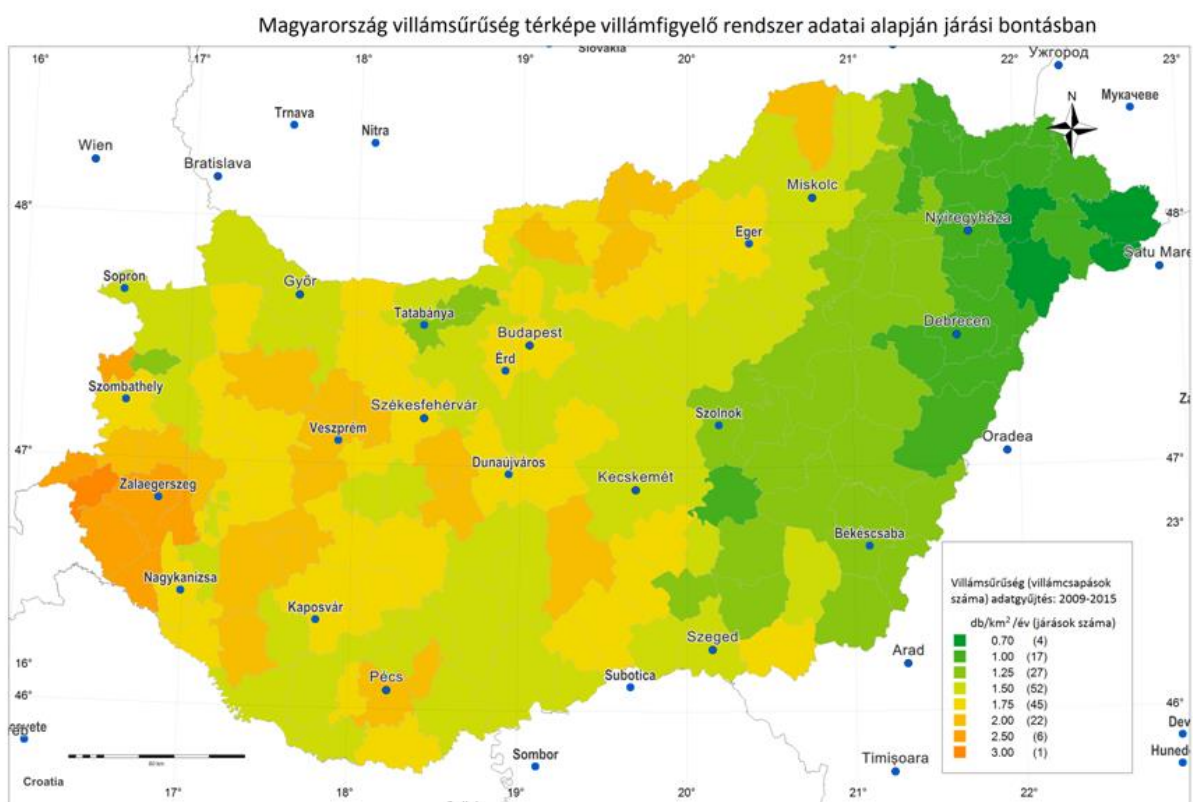 Magyarország villámsűrűség térképe villámfigyelő rendszer adatai alapján járási bontásban
Slovakia
16° 17° 18° 19° 20° 21° 22° 23°
Ужгород
Мукачеве
N
Trnava
Nitra
Wien
Bratislava
Miskolc
48°
48°
Nyíregyháza
Eger
Satu Mare
Sopron
Győr
Tatabánya
Debrecen
Budapest
Érd
Szombathely
Székesfehérvár
Szolnok
Veszprém
Oradea
47°
Dunaújváros
47°
Zalaegerszeg
Kecskemét
23°
Békéscsaba
Nagykanizsa
Kaposvár
Szeged
Arad
16°
Pécs
Subotica
46°
46°
Sombor
Timișoara
Croatia
17° 18° 19° 20° 21° 22°
Villámsűrűség (villámcsapások
száma) adatgyűjtés: 2009-2015
db/km² /év (járások száma)
0.70 (4)
1.00 (17)
1.25 (27)
1.50 (52)
1.75 (45)
2.00 (22)
2.50 (6)
3.00 (1)
Dev
Huned